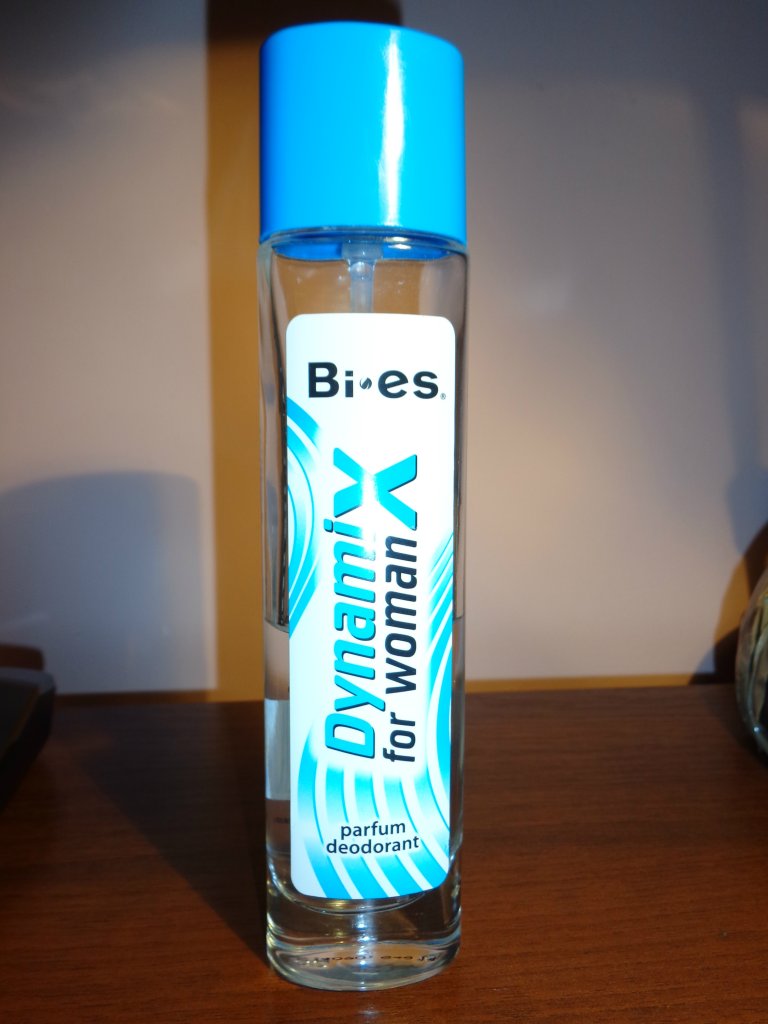 Bi-es®
Dynamix
for woman
parfum
deodorant